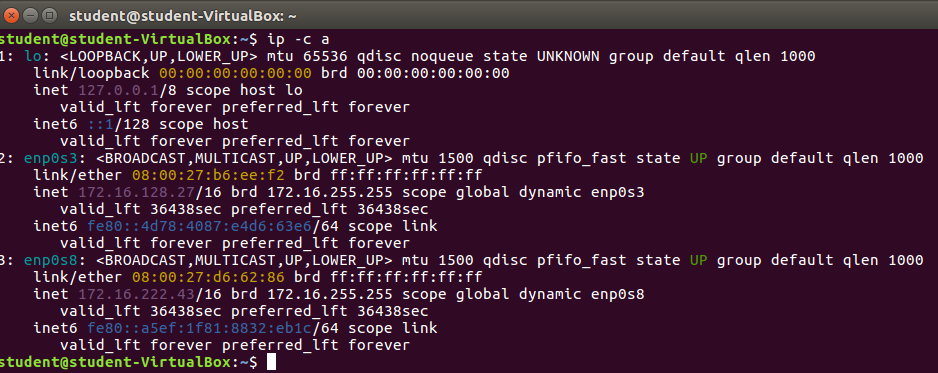 student@student-VirtualBox: ~
student@student-VirtualBox:~$ ip -c a
1: lo: <LOOPBACK,UP,LOWER_UP> mtu 65536 qdisc noqueue state UNKNOWN group default qlen 1000
    link/loopback 00:00:00:00:00:00 brd 00:00:00:00:00:00
    inet 127.0.0.1/8 scope host lo
       valid_lft forever preferred_lft forever
    inet6 ::1/128 scope host
       valid_lft forever preferred_lft forever
2: enp0s3: <BROADCAST,MULTICAST,UP,LOWER_UP> mtu 1500 qdisc pfifo_fast state UP group default qlen 1000
    link/ether 08:00:27:b6:ee:f2 brd ff:ff:ff:ff:ff:ff
    inet 172.16.128.27/16 brd 172.16.255.255 scope global dynamic enp0s3
       valid_lft 36438sec preferred_lft 36438sec
    inet6 fe80::4d78:4087:e4d6:63e6/64 scope link
       valid_lft forever preferred_lft forever
3: enp0s8: <BROADCAST,MULTICAST,UP,LOWER_UP> mtu 1500 qdisc pfifo_fast state UP group default qlen 1000
    link/ether 08:00:27:d6:62:86 brd ff:ff:ff:ff:ff:ff
    inet 172.16.222.43/16 brd 172.16.255.255 scope global dynamic enp0s8
       valid_lft 36438sec preferred_lft 36438sec
    inet6 fe80::a5ef:1f81:8832:eb1c/64 scope link
       valid_lft forever preferred_lft forever
student@student-VirtualBox:~$